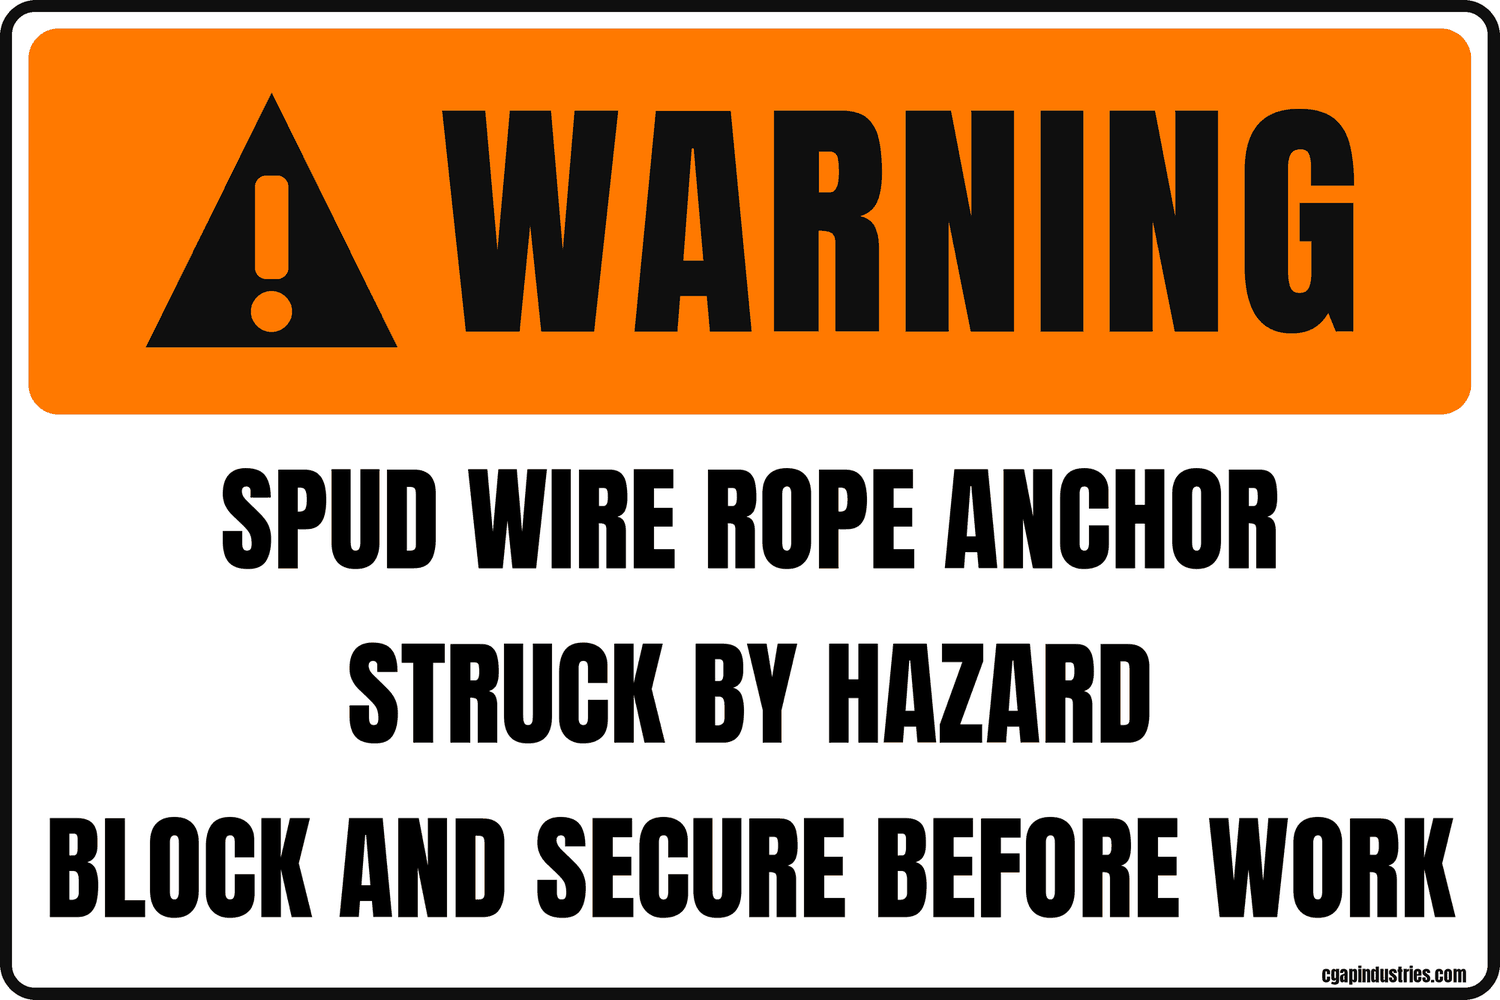 WARNING
SPUD WIRE ROPE ANCHOR
STRUCK BY HAZARD
BLOCK AND SECURE BEFORE WORK
cgapindustries.com